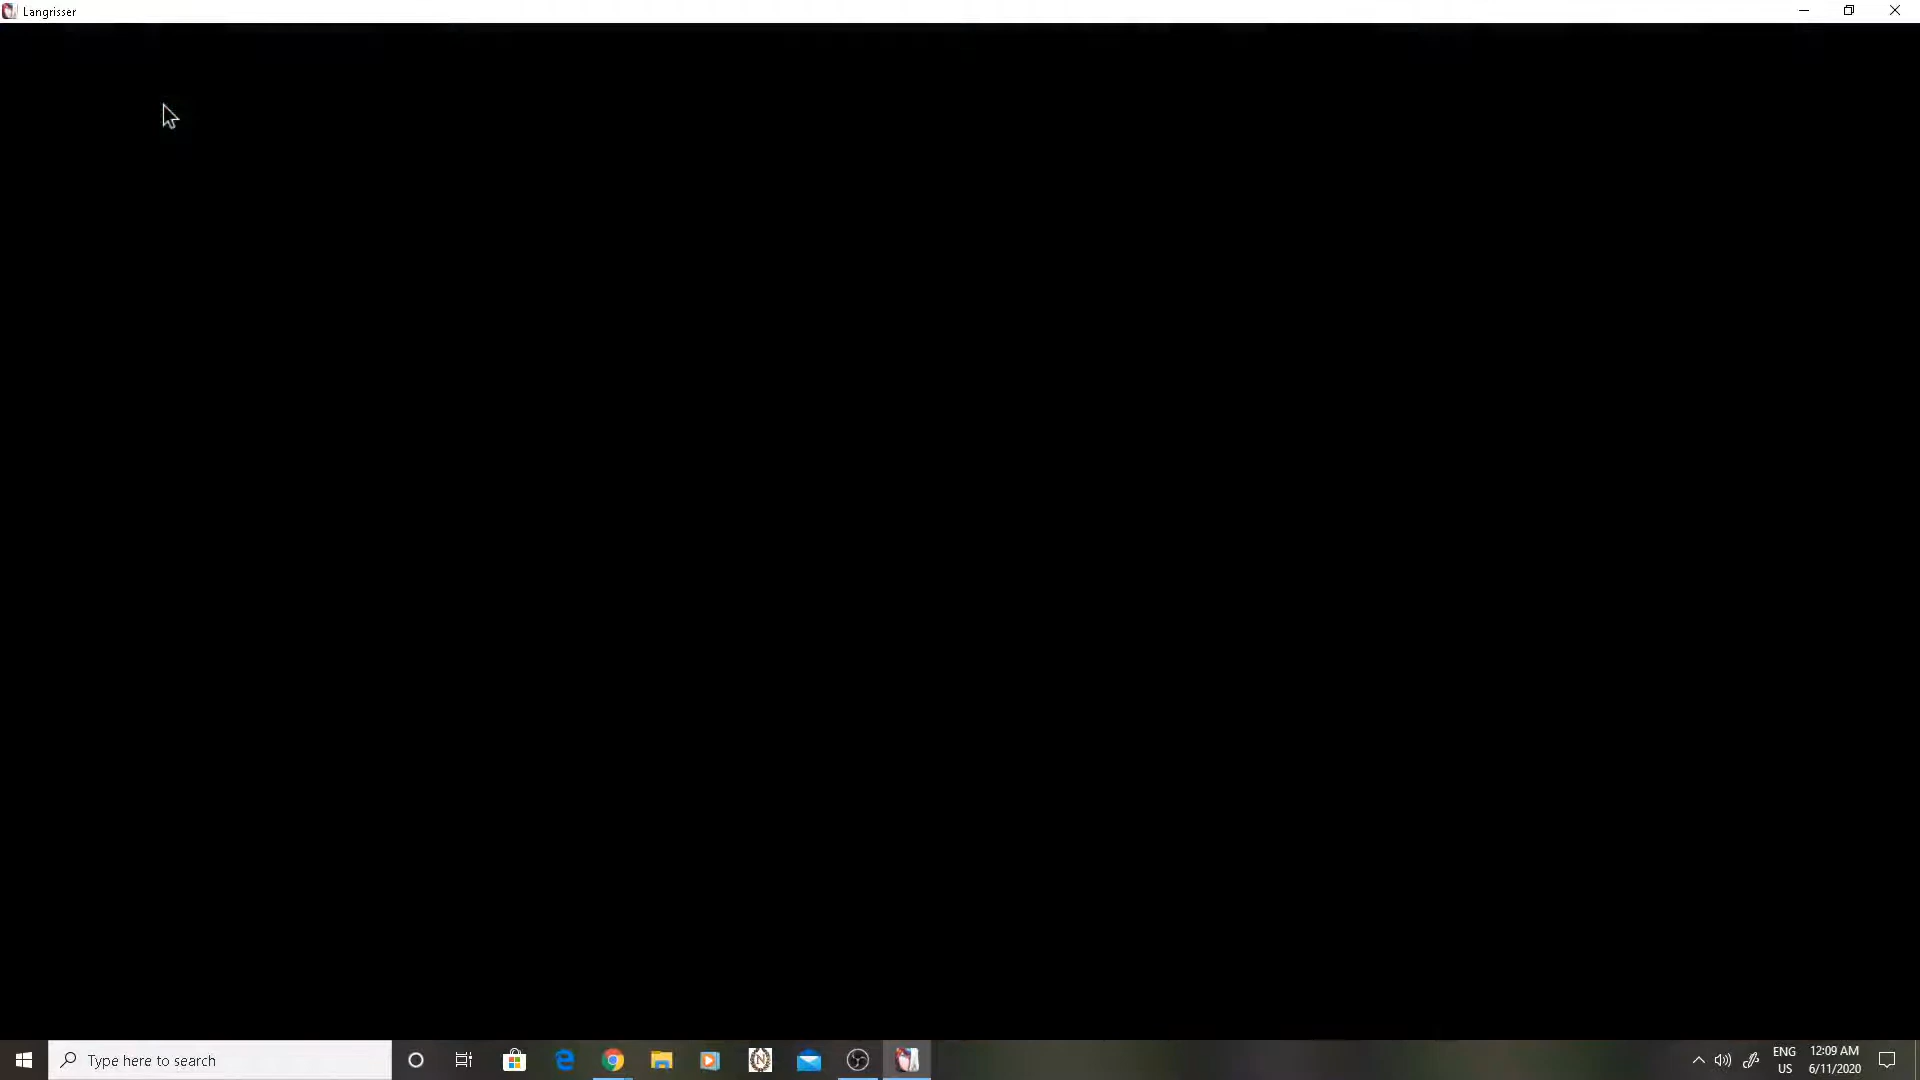 Langrisser
Type here to search
N
ENG
US
12:09 AM
6/11/2020